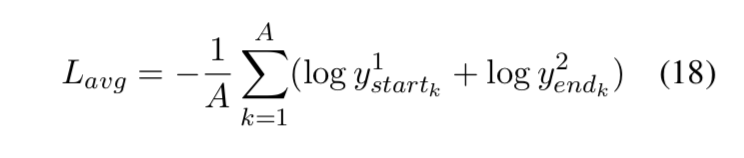 L_{avg} = -\frac{1}{A} \sum_{k=1}^{A} (\log y^1_{start_k} + \log y^2_{end_k}) (18)